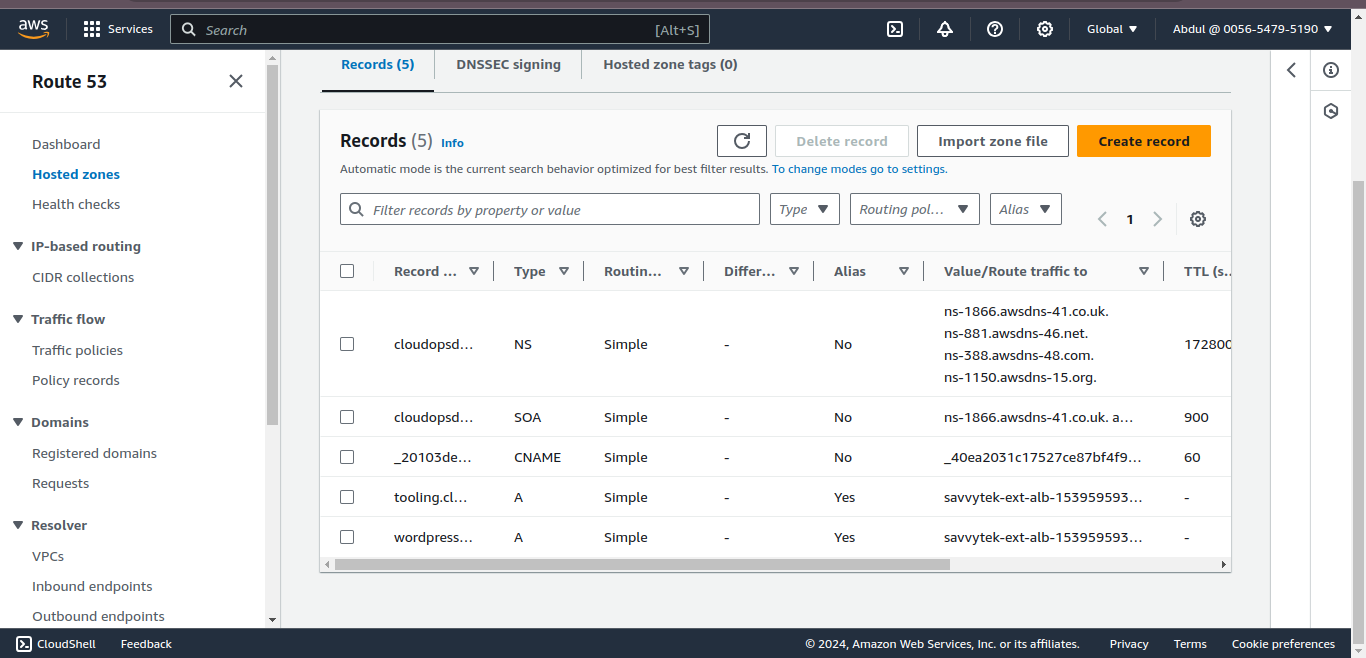 aws
Services
Search
[Alt+S]
Global
Abdul @ 0056-5479-5190
Route 53
Dashboard
Hosted zones
Health checks
IP-based routing
CIDR collections
Traffic flow
Traffic policies
Policy records
Domains
Registered domains
Requests
Resolver
VPCs
Inbound endpoints
Outbound endpoints
Records (5)
DNSSEC signing
Hosted zone tags (0)
Records (5) Info
Delete record
Import zone file
Create record
Automatic mode is the current search behavior optimized for best filter results. To change modes go to settings.
Filter records by property or value
Type
Routing pol...
Alias
1
Record ... Type Routin... Differ... Alias Value/Route traffic to TTL (s...
cloudopsd... NS Simple - No ns-1866.awsdns-41.co.uk.
ns-881.awsdns-46.net.
ns-388.awsdns-48.com.
ns-1150.awsdns-15.org. 172800
cloudopsd... SOA Simple - No ns-1866.awsdns-41.co.uk. a... 900
_20103de... CNAME Simple - No _40ea2031c17527ce87bf4f9... 60
tooling.cl... A Simple - Yes savvytek-ext-alb-153959593... -
wordpress... A Simple - Yes savvytek-ext-alb-153959593... -
CloudShell
Feedback
© 2024, Amazon Web Services, Inc. or its affiliates.
Privacy
Terms
Cookie preferences